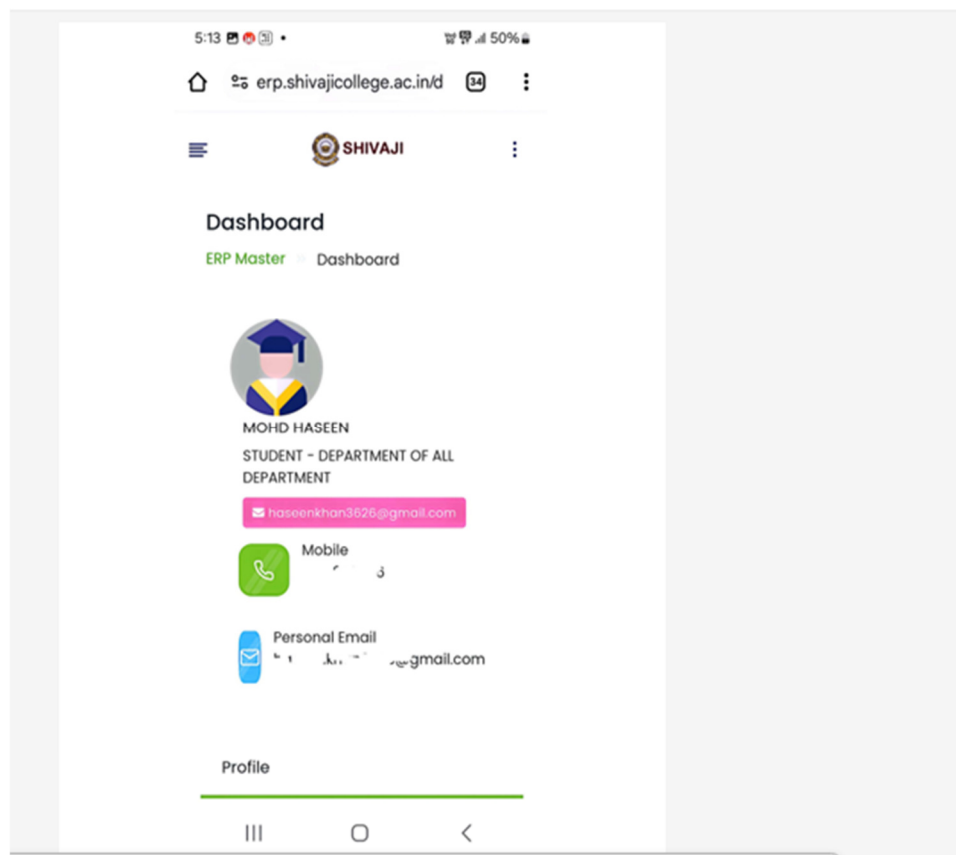 5:13
50%
erp.shivajicollege.ac.in/d 34
SHIVAJI
Dashboard
ERP Master Dashboard
MOHD HASEEN
STUDENT - DEPARTMENT OF ALL
DEPARTMENT
haseenkhan3626@gmail.com
Mobile
Personal Email
gmail.com
Profile